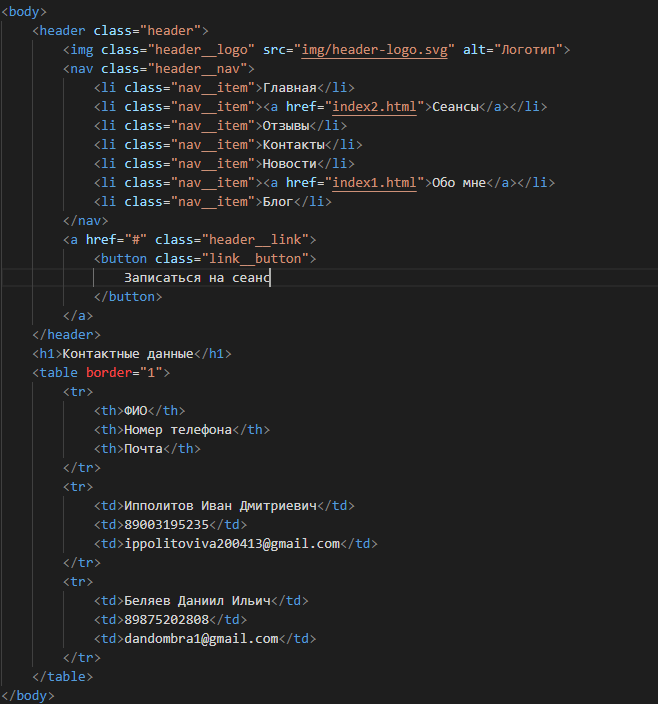 <body>
<header class="header">
<img class="header__logo" src="img/header-logo.svg" alt="Логотип">
<nav class="header__nav">
<li class="nav__item">Главная</li>
<li class="nav__item"><a href="index2.html">Сеансы</a></li>
<li class="nav__item">Отзывы</li>
<li class="nav__item">Контакты</li>
<li class="nav__item">Новости</li>
<li class="nav__item"><a href="index1.html">Обо мне</a></li>
<li class="nav__item">Блог</li>
</nav>
<a href="#" class="header__link">
<button class="link__button">
Записаться на сеанс
</button>
</a>
</header>
<h1>Контактные данные</h1>
<table border="1">
<tr>
<th>ФИО</th>
<th>Номер телефона</th>
<th>Почта</th>
</tr>
<tr>
<td>Ипполитов Иван Дмитриевич</td>
<td>89003195235</td>
<td>ippolitoviva200413@gmail.com</td>
</tr>
<tr>
<td>Беляев Даниил Ильич</td>
<td>89875202808</td>
<td>dandombra1@gmail.com</td>
</tr>
</table>
</body>